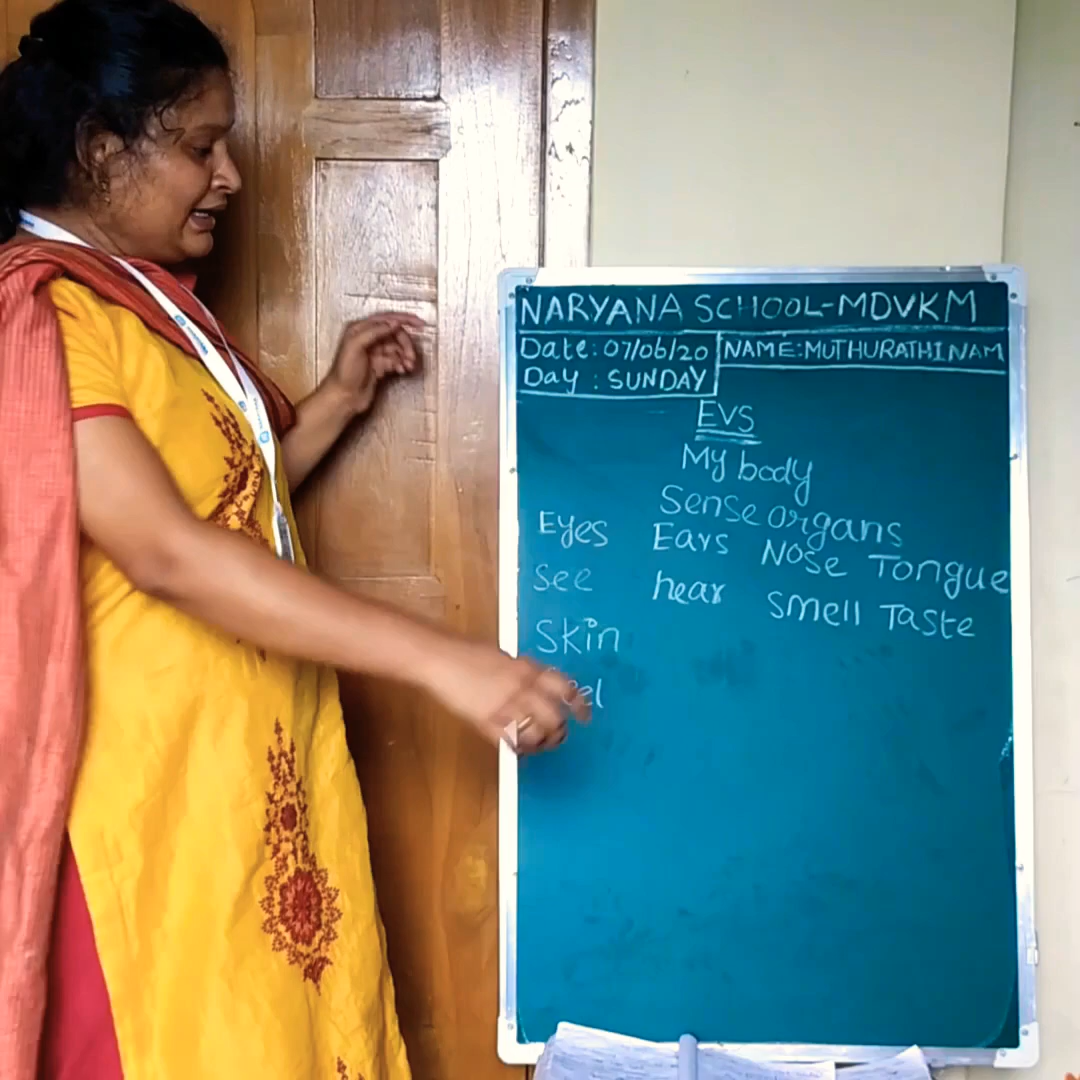 NARYANA SCHOOL-MDVKM
Date: 07/06/20 NAME: MUTHURATHINAM
Day : SUNDAY
EVS
My body
Sense organs
Eyes Ears Nose Tongue
See hear smell Taste
Skin